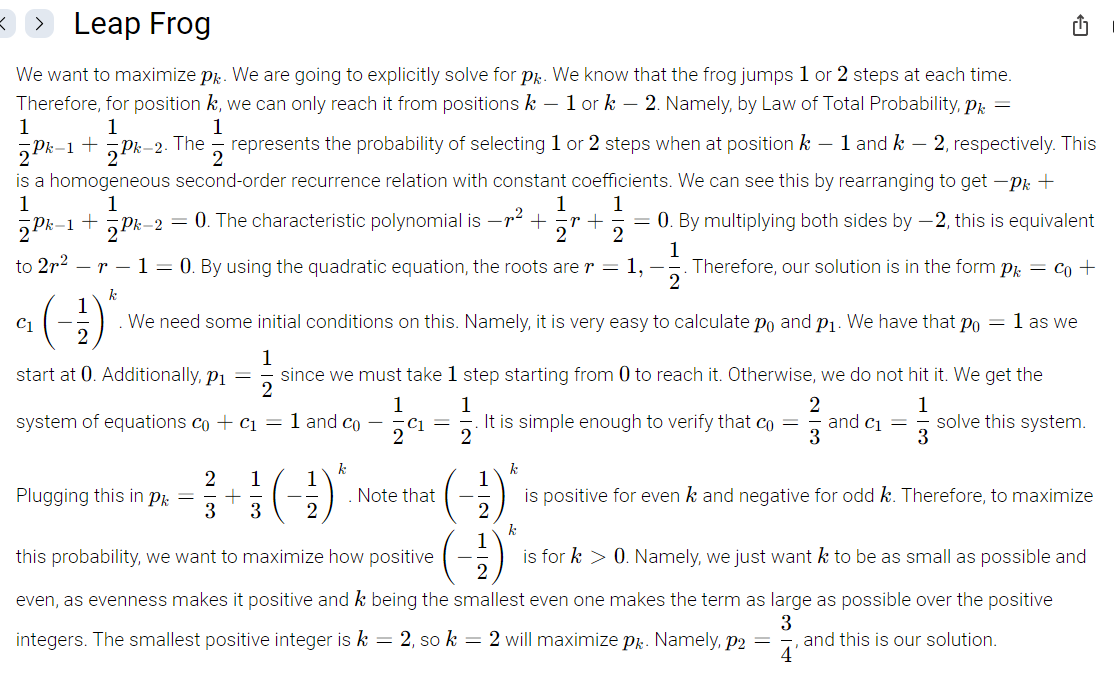 Leap Frog
We want to maximize $p_k$. We are going to explicitly solve for $p_k$. We know that the frog jumps $1$ or $2$ steps at each time.
Therefore, for position $k$, we can only reach it from positions $k - 1$ or $k - 2$. Namely, by Law of Total Probability, $p_k =$
$\frac{1}{2}p_{k-1} + \frac{1}{2}p_{k-2}$. The $\frac{1}{2}$ represents the probability of selecting $1$ or $2$ steps when at position $k - 1$ and $k - 2$, respectively. This
is a homogeneous second-order recurrence relation with constant coefficients. We can see this by rearranging to get $-p_k +$
$\frac{1}{2}p_{k-1} + \frac{1}{2}p_{k-2} = 0$. The characteristic polynomial is $-r^2 + \frac{1}{2}r + \frac{1}{2} = 0$. By multiplying both sides by $-2$, this is equivalent
to $2r^2 - r - 1 = 0$. By using the quadratic equation, the roots are $r = 1, -\frac{1}{2}$. Therefore, our solution is in the form $p_k = c_0 +$
$c_1\left(-\frac{1}{2}\right)^k$. We need some initial conditions on this. Namely, it is very easy to calculate $p_0$ and $p_1$. We have that $p_0 = 1$ as we
start at $0$. Additionally, $p_1 = \frac{1}{2}$ since we must take $1$ step starting from $0$ to reach it. Otherwise, we do not hit it. We get the
system of equations $c_0 + c_1 = 1$ and $c_0 - \frac{1}{2}c_1 = \frac{1}{2}$. It is simple enough to verify that $c_0 = \frac{2}{3}$ and $c_1 = \frac{1}{3}$ solve this system.
Plugging this in $p_k = \frac{2}{3} + \frac{1}{3}\left(-\frac{1}{2}\right)^k$. Note that $\left(-\frac{1}{2}\right)^k$ is positive for even $k$ and negative for odd $k$. Therefore, to maximize
this probability, we want to maximize how positive $\left(-\frac{1}{2}\right)^k$ is for $k > 0$. Namely, we just want $k$ to be as small as possible and
even, as evenness makes it positive and $k$ being the smallest even one makes the term as large as possible over the positive
integers. The smallest positive integer is $k = 2$, so $k = 2$ will maximize $p_k$. Namely, $p_2 = \frac{3}{4}$, and this is our solution.